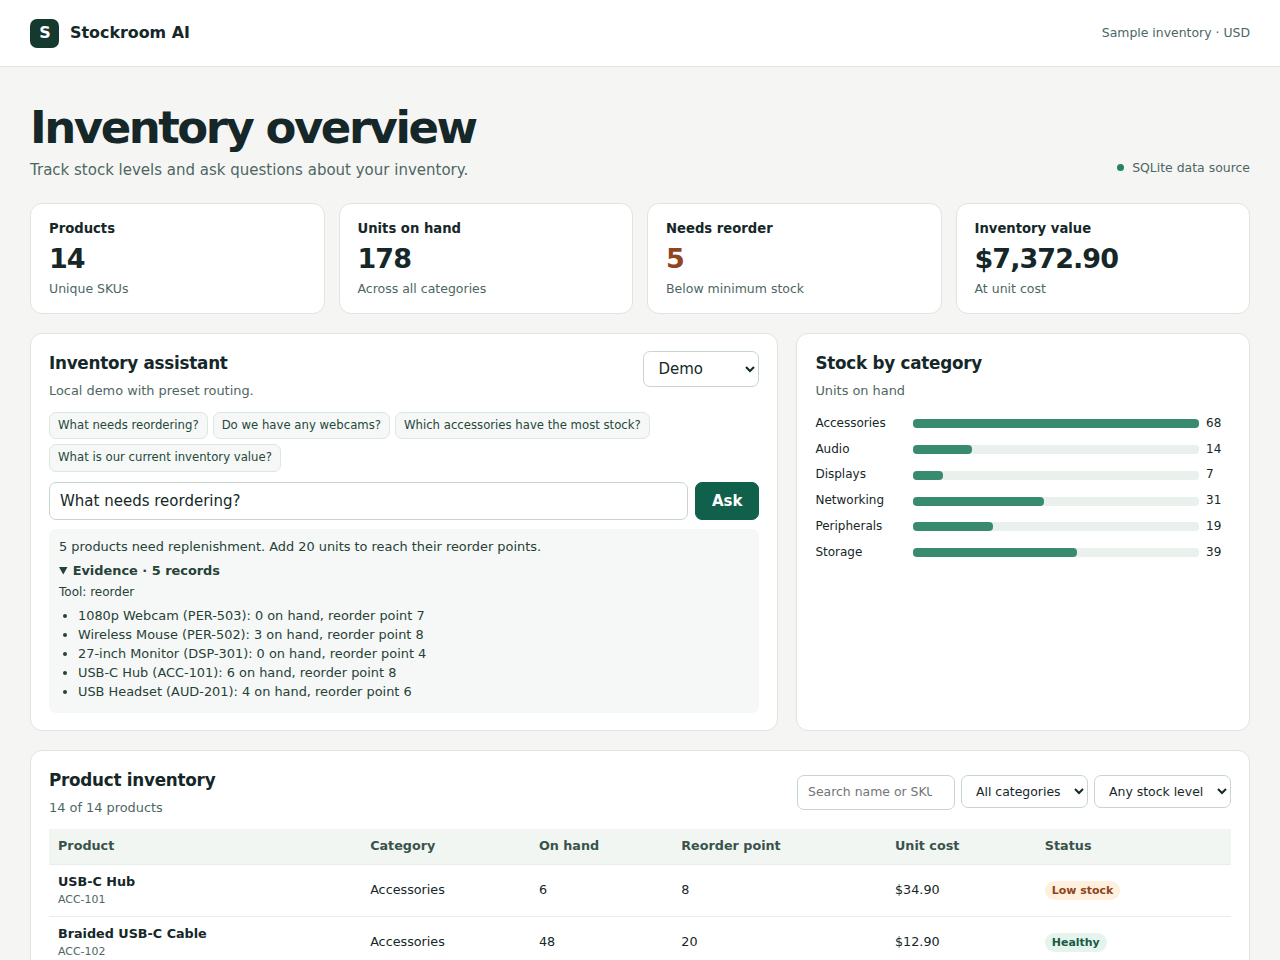 S Stockroom AI
Sample inventory · USD
Inventory overview
Track stock levels and ask questions about your inventory.
SQLite data source
Products
14
Unique SKUs
Units on hand
178
Across all categories
Needs reorder
5
Below minimum stock
Inventory value
$7,372.90
At unit cost
Inventory assistant
Local demo with preset routing.
Demo
What needs reordering? Do we have any webcams? Which accessories have the most stock?
What is our current inventory value?
What needs reordering? Ask
5 products need replenishment. Add 20 units to reach their reorder points.
▼ Evidence · 5 records
Tool: reorder
• 1080p Webcam (PER-503): 0 on hand, reorder point 7
• Wireless Mouse (PER-502): 3 on hand, reorder point 8
• 27-inch Monitor (DSP-301): 0 on hand, reorder point 4
• USB-C Hub (ACC-101): 6 on hand, reorder point 8
• USB Headset (AUD-201): 4 on hand, reorder point 6
Stock by category
Units on hand
Accessories 68
Audio 14
Displays 7
Networking 31
Peripherals 19
Storage 39
Product inventory
14 of 14 products
Search name or SKU All categories Any stock level
Product Category On hand Reorder point Unit cost Status
USB-C Hub
ACC-101 Accessories 6 8 $34.90 Low stock
Braided USB-C Cable
ACC-102 Accessories 48 20 $12.90 Healthy